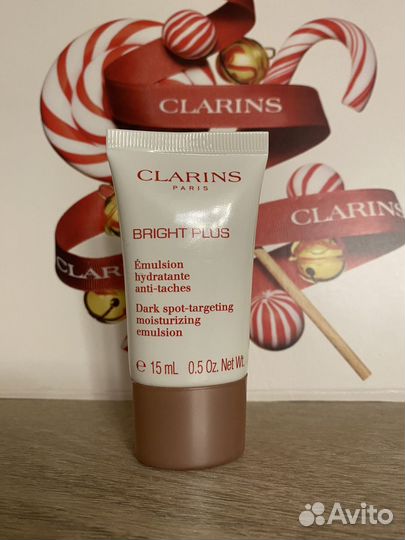 CLARINS
CLARINS
CLARINS
CLARINS
PARIS
BRIGHT PLUS
Émulsion
hydratante
anti-taches
Dark spot-targeting
moisturizing
emulsion
e 15 mL 0.5 Oz. Net Wt.
Avito